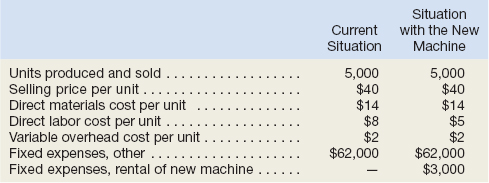 Situation
Current with the New
Situation Machine
Units produced and sold . . . . . . . . . . . . . . . . . . 5,000 5,000
Selling price per unit . . . . . . . . . . . . . . . . . . . . . $40 $40
Direct materials cost per unit . . . . . . . . . . . . . . $14 $14
Direct labor cost per unit . . . . . . . . . . . . . . . . . . $8 $5
Variable overhead cost per unit . . . . . . . . . . . . . $2 $2
Fixed expenses, other . . . . . . . . . . . . . . . . . . . . $62,000 $62,000
Fixed expenses, rental of new machine . . . . . . — $3,000